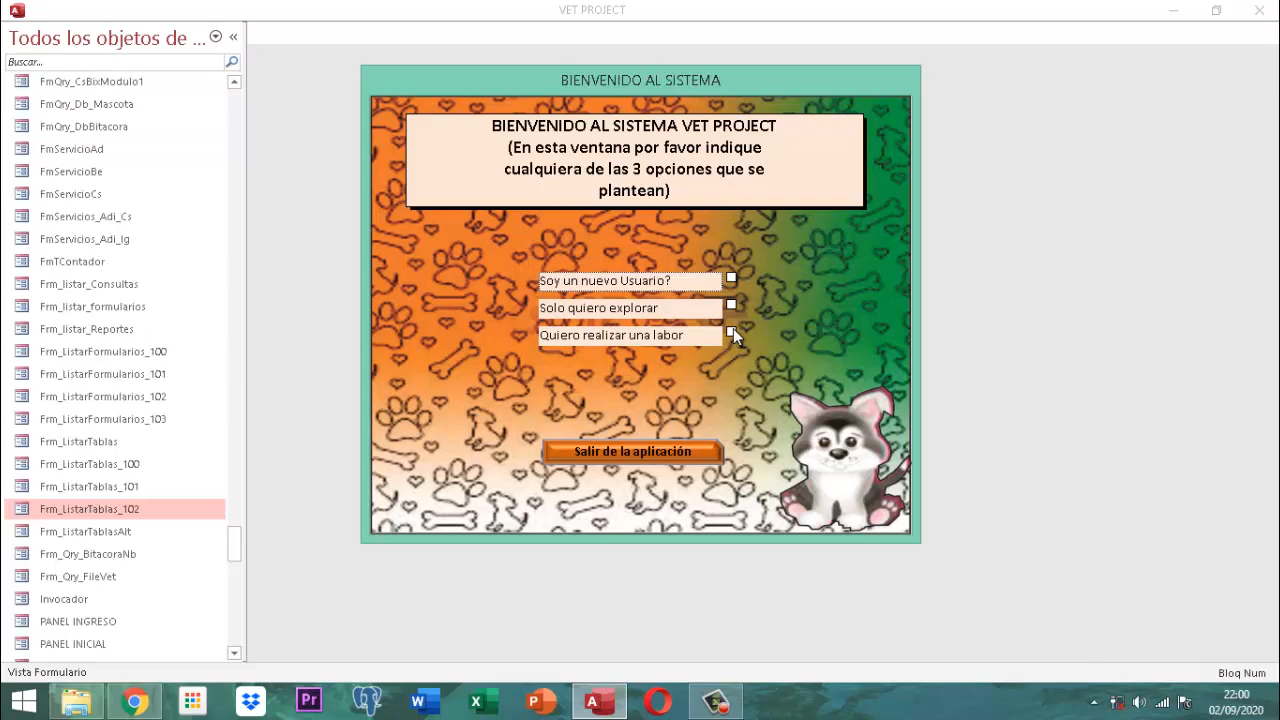 VET PROJECT
Todos los objetos de ...
Buscar...
FmQry_CsBixModulo1
FmQry_Db_Mascota
FmQry_DbBitacora
FmServicioAd
FmServicioBe
FmServicioCs
FmServicios_Adi_Cs
FmServicios_Adi_Ig
FmTContador
Frm_listar_Consultas
Frm_listar_formularios
Frm_listar_Reportes
Frm_ListarFormularios_100
Frm_ListarFormularios_101
Frm_ListarFormularios_102
Frm_ListarFormularios_103
Frm_ListarTablas
Frm_ListarTablas_100
Frm_ListarTablas_101
Frm_ListarTablas_102
Frm_ListarTablasAlt
Frm_Qry_BitacoraNb
Frm_Qry_FileVet
Invocador
PANEL INGRESO
PANEL INICIAL
BIENVENIDO AL SISTEMA
BIENVENIDO AL SISTEMA VET PROJECT
(En esta ventana por favor indique
cualquiera de las 3 opciones que se
plantean)
Soy un nuevo Usuario?
Solo quiero explorar
Quiero realizar una labor
Salir de la aplicación
Vista Formulario
Bloq Num
22:00
02/09/2020